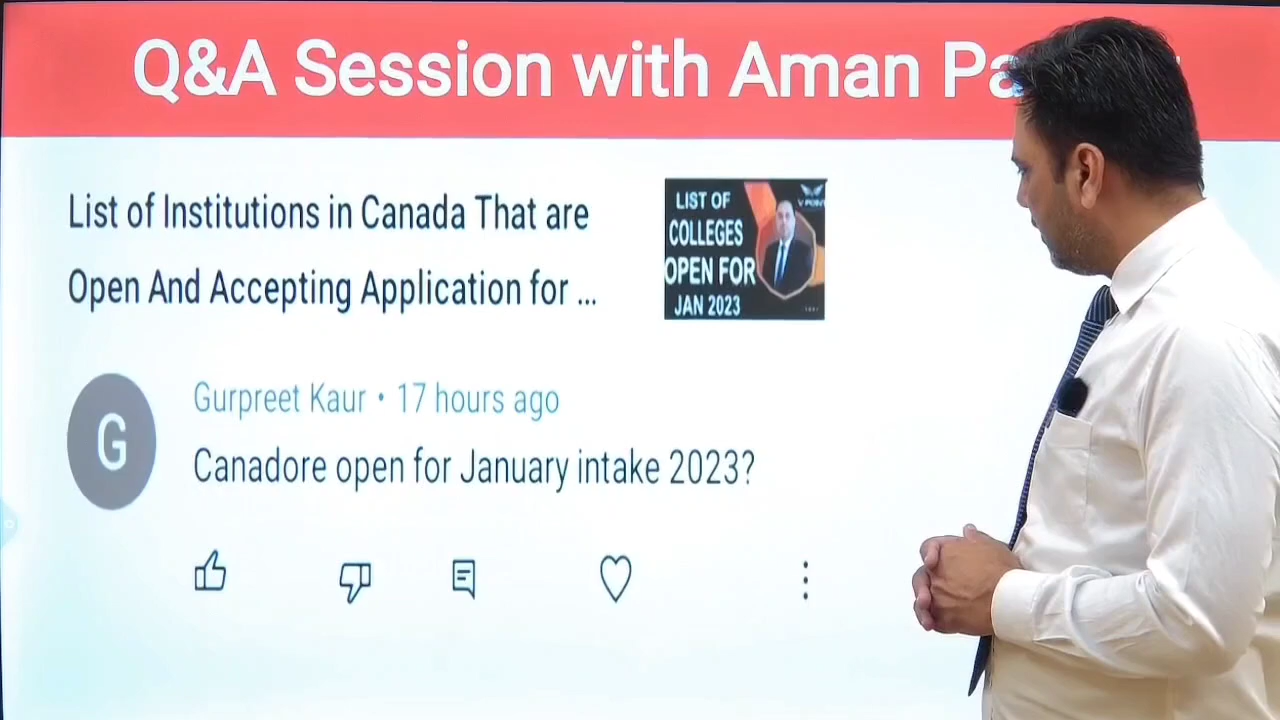 Q&A Session with Aman
List of Institutions in Canada That are
Open And Accepting Application for ...
LIST OF
COLLEGES
OPEN FOR
JAN 2023
V POINT
G
Gurpreet Kaur • 17 hours ago
Canadore open for January intake 2023?